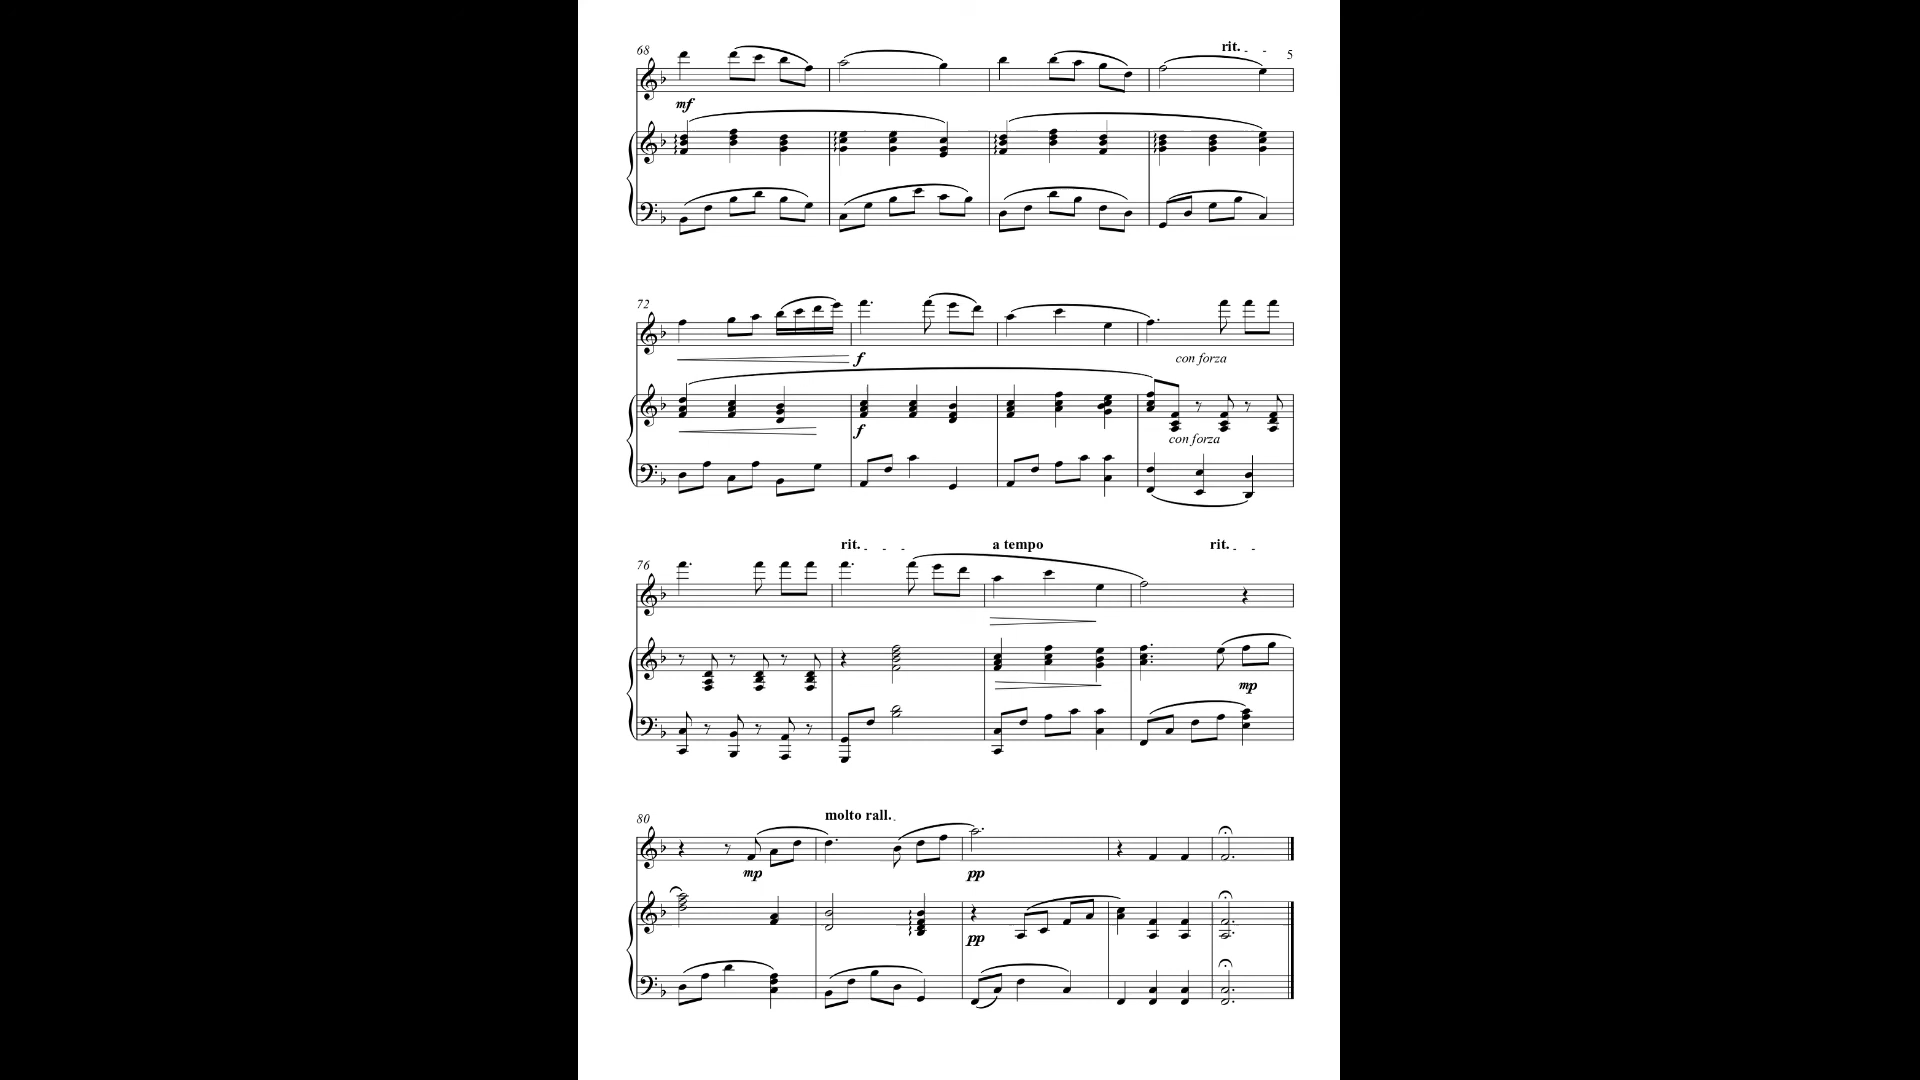 68
rit.
5
mf
72
f
con forza
f
con forza
76
rit.
a tempo
rit.
mp
80
molto rall.
mp
pp
pp